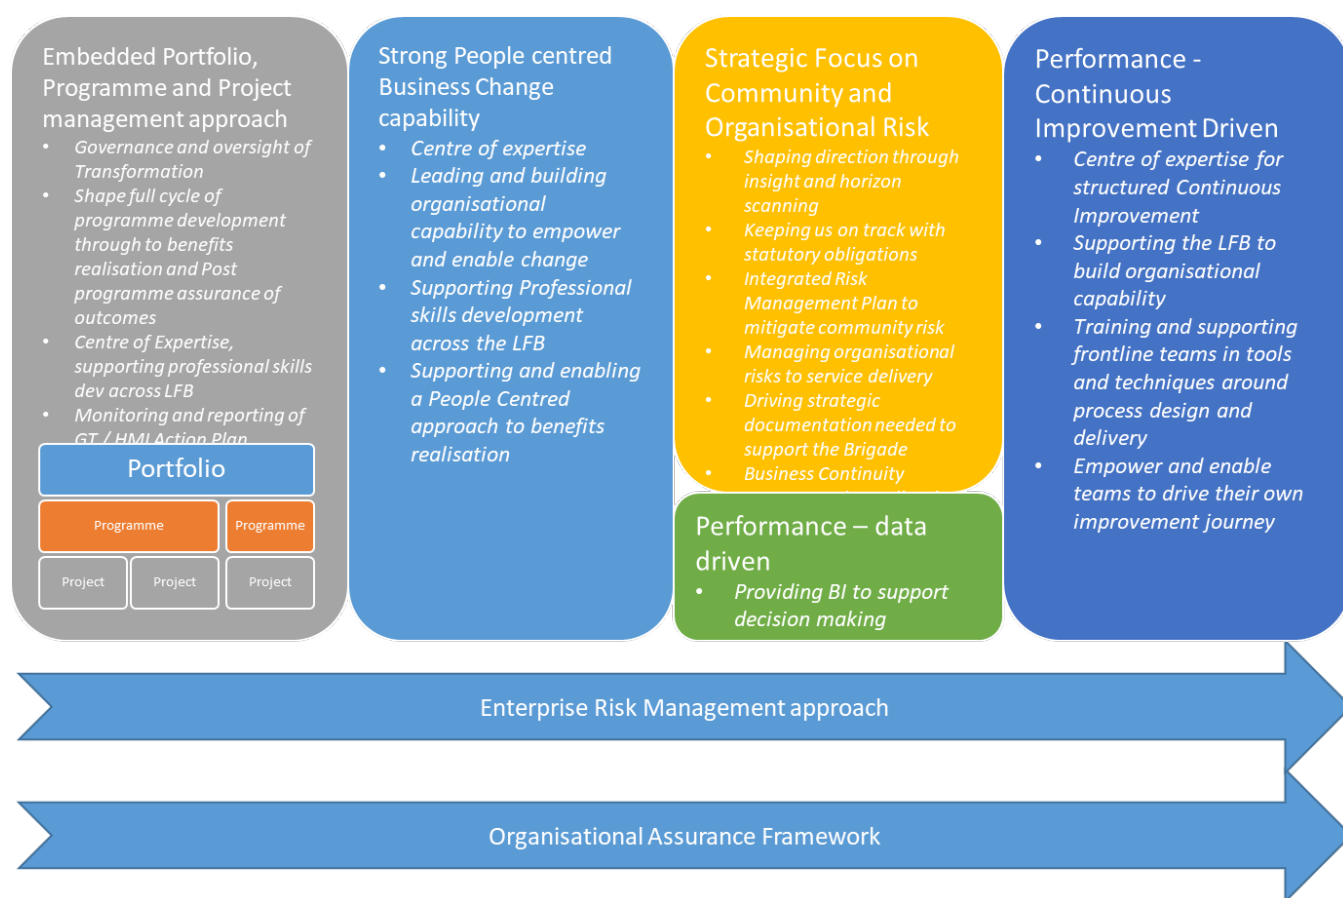 Embedded Portfolio,
Programme and Project
management approach
• Governance and oversight of
Transformation
• Shape full cycle of
programme development
through to benefits
realisation and Post
programme assurance of
outcomes
• Centre of Expertise,
supporting professional skills
dev across LFB
• Monitoring and reporting of
GT / HMI Action Plan
Portfolio
Programme
Programme
Project
Project
Project
Strong People centred
Business Change
capability
• Centre of expertise
• Leading and building
organisational
capability to empower
and enable change
• Supporting Professional
skills development
across the LFB
• Supporting and enabling
a People Centred
approach to benefits
realisation
Strategic Focus on
Community and
Organisational Risk
• Shaping direction through
insight and horizon
scanning
• Keeping us on track with
statutory obligations
• Integrated Risk
Management Plan to
mitigate community risk
• Managing organisational
risks to service delivery
• Driving strategic
documentation needed to
support the Brigade
• Business Continuity
Performance – data
driven
• Providing BI to support
decision making
Performance -
Continuous
Improvement Driven
• Centre of expertise for
structured Continuous
Improvement
• Supporting the LFB to
build organisational
capability
• Training and supporting
frontline teams in tools
and techniques around
process design and
delivery
• Empower and enable
teams to drive their own
improvement journey
Enterprise Risk Management approach
Organisational Assurance Framework